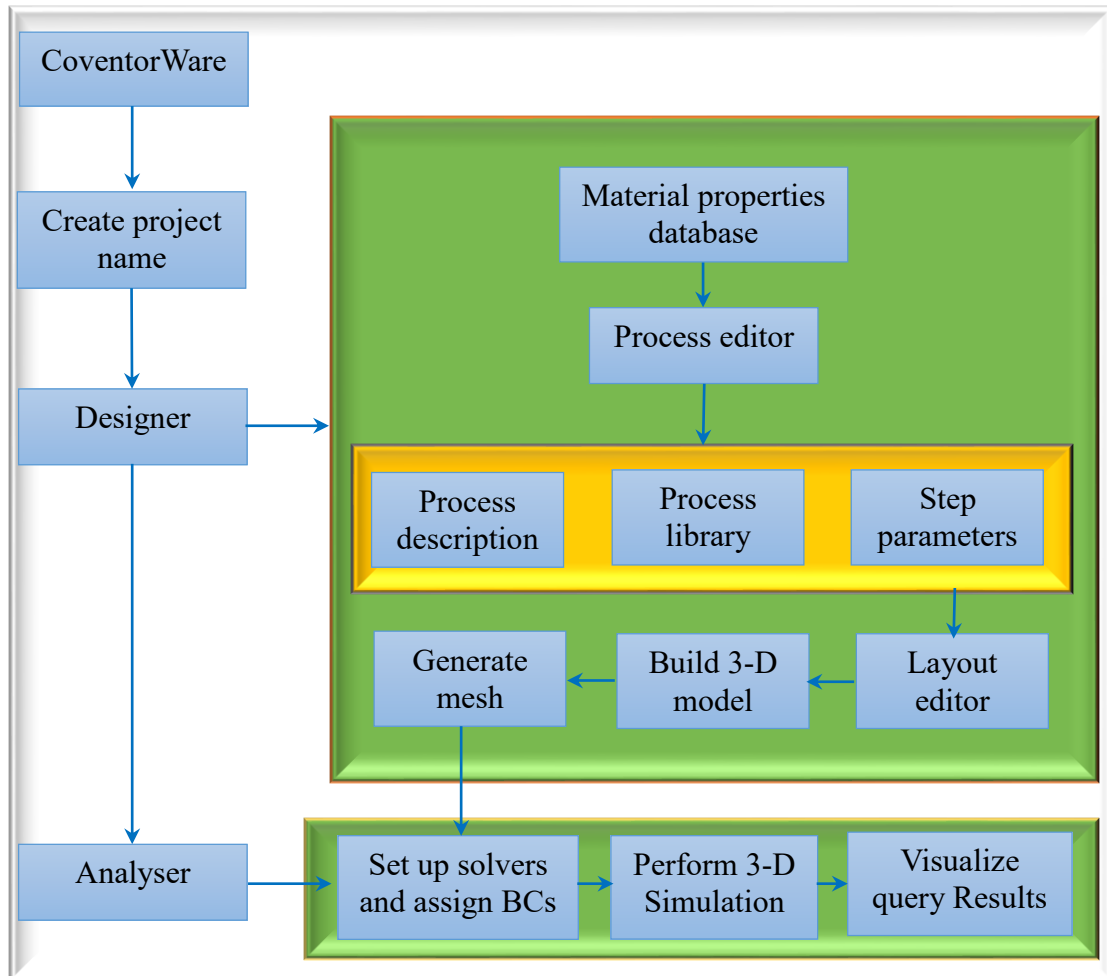 CoventorWare
Create project
name
Designer
Material properties
database
Process editor
Process
description
Process
library
Step
parameters
Generate
mesh
Build 3-D
model
Layout
editor
Analyser
Set up solvers
and assign BCs
Perform 3-D
Simulation
Visualize
query Results